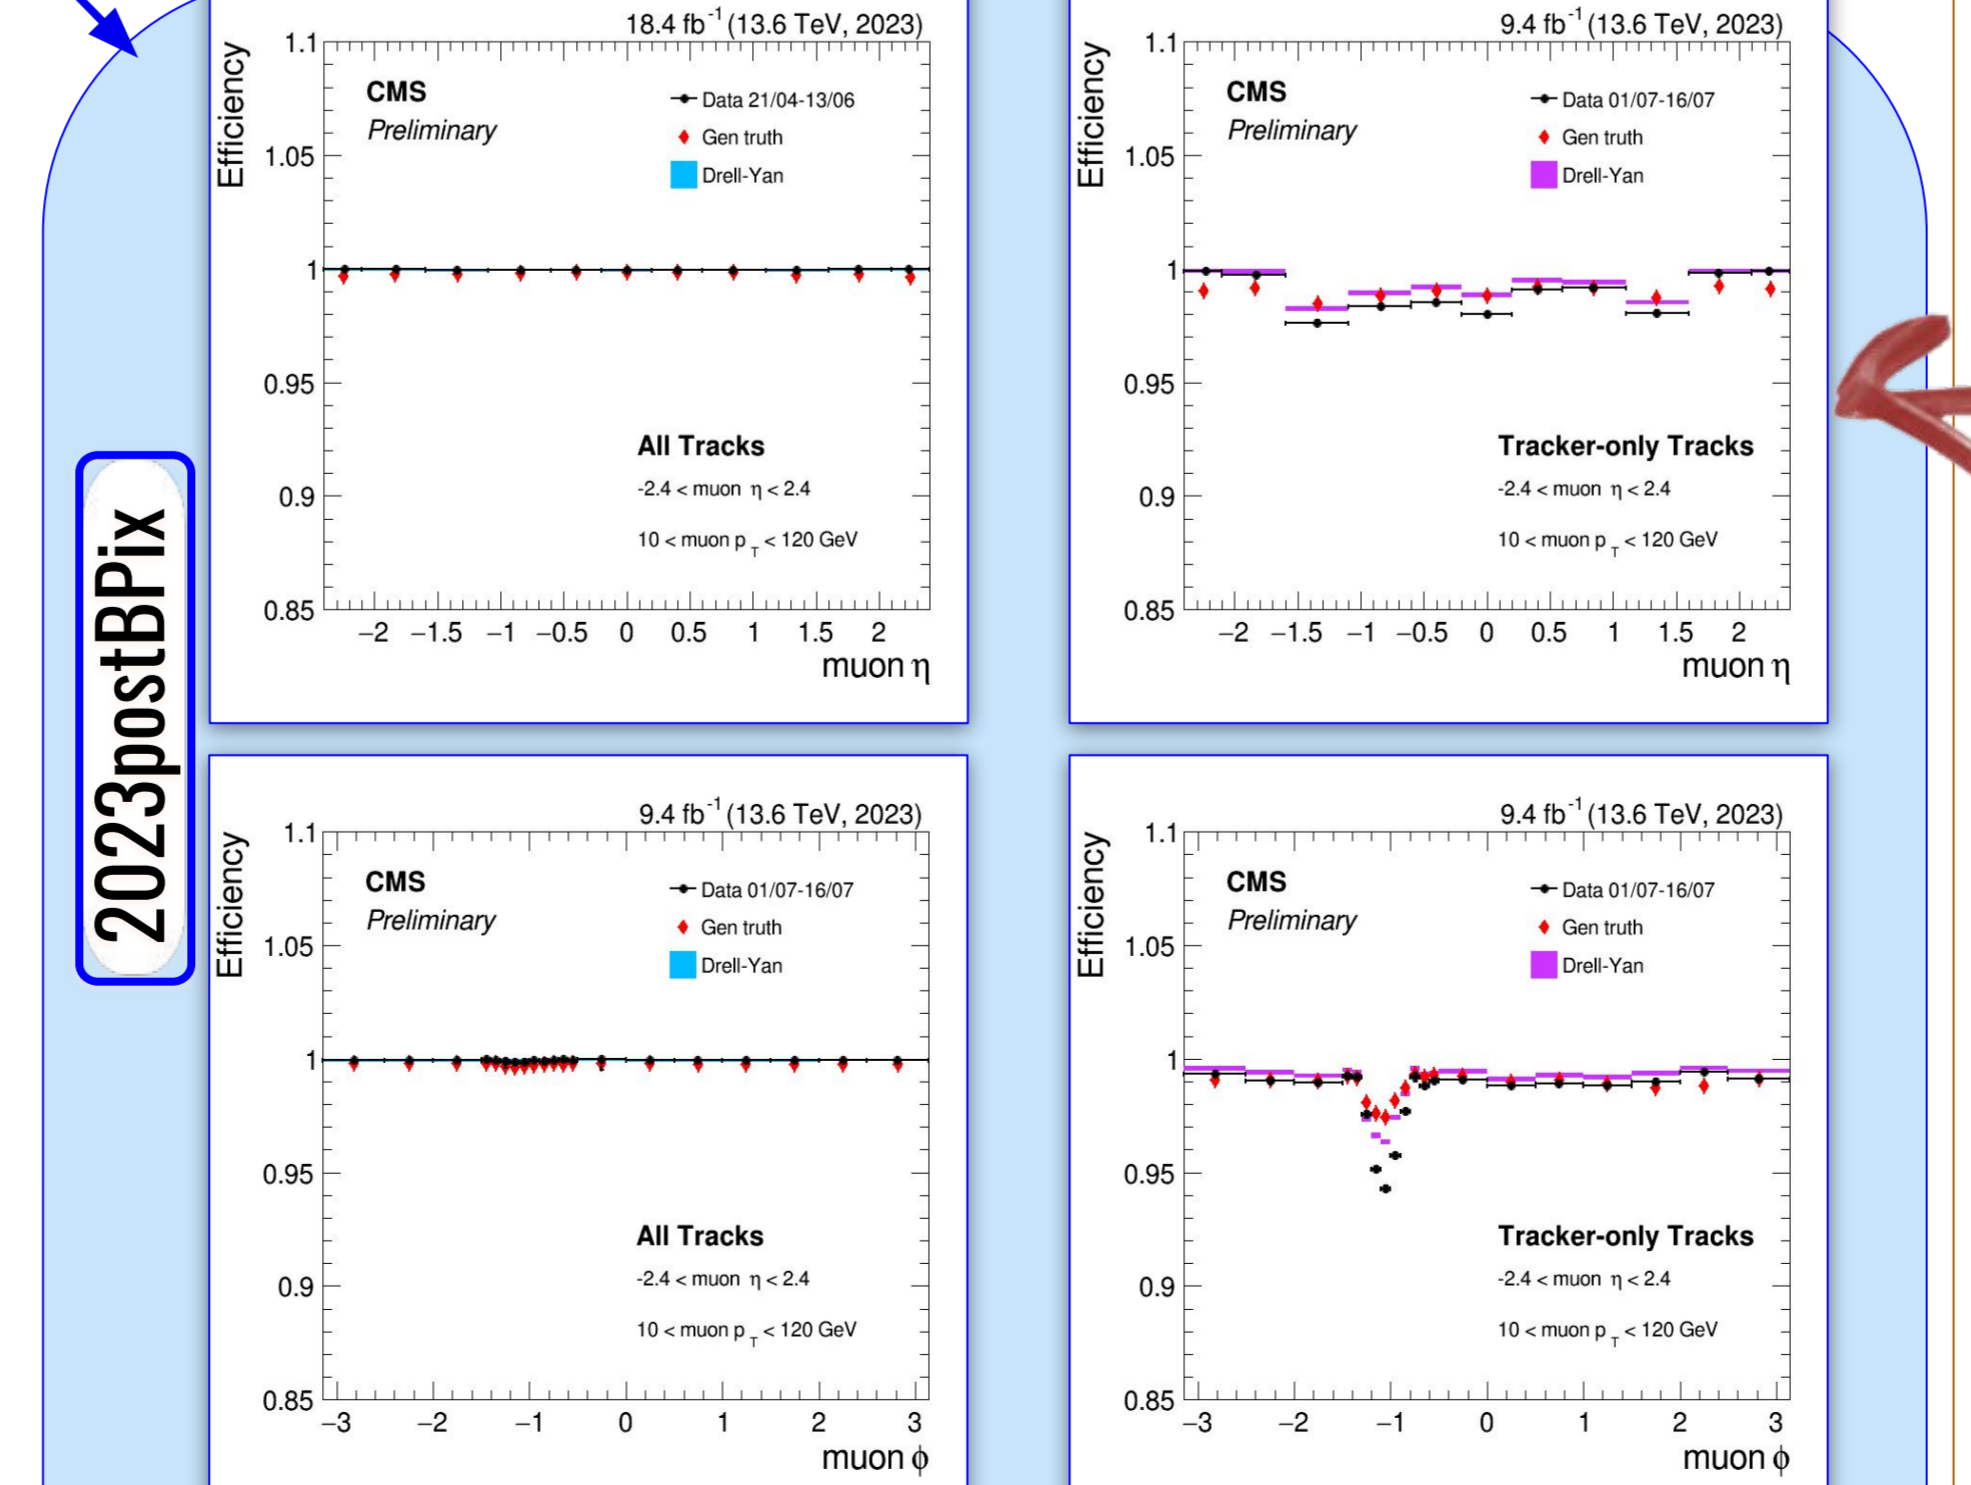 2023postBPix
18.4 fb-1 (13.6 TeV, 2023)
Efficiency
CMS
Preliminary
Data 21/04-13/06
Gen truth
Drell-Yan
All Tracks
-2.4 < muon η < 2.4
10 < muon pT < 120 GeV
1.1
1.05
1
0.95
0.9
0.85
−2 −1.5 −1 −0.5 0 0.5 1 1.5 2
muon η
9.4 fb-1 (13.6 TeV, 2023)
Efficiency
CMS
Preliminary
Data 01/07-16/07
Gen truth
Drell-Yan
Tracker-only Tracks
-2.4 < muon η < 2.4
10 < muon pT < 120 GeV
1.1
1.05
1
0.95
0.9
0.85
−2 −1.5 −1 −0.5 0 0.5 1 1.5 2
muon η
9.4 fb-1 (13.6 TeV, 2023)
Efficiency
CMS
Preliminary
Data 01/07-16/07
Gen truth
Drell-Yan
All Tracks
-2.4 < muon η < 2.4
10 < muon pT < 120 GeV
1.1
1.05
1
0.95
0.9
0.85
−3 −2 −1 0 1 2 3
muon ϕ
9.4 fb-1 (13.6 TeV, 2023)
Efficiency
CMS
Preliminary
Data 01/07-16/07
Gen truth
Drell-Yan
Tracker-only Tracks
-2.4 < muon η < 2.4
10 < muon pT < 120 GeV
1.1
1.05
1
0.95
0.9
0.85
−3 −2 −1 0 1 2 3
muon ϕ